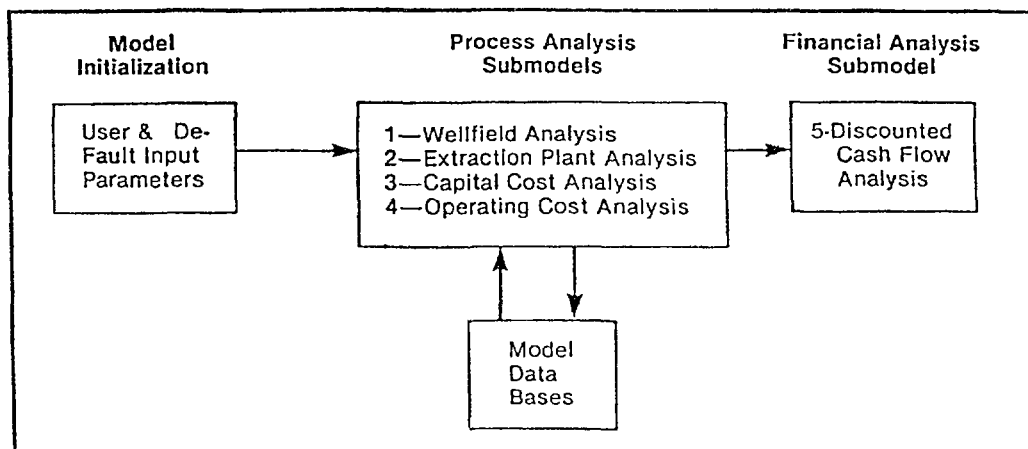 Model
Initialization
Process Analysis
Submodels
Financial Analysis
Submodel
User & De-
Fault Input
Parameters
1—Wellfield Analysis
2—Extraction Plant Analysis
3—Capital Cost Analysis
4—Operating Cost Analysis
5-Discounted
Cash Flow
Analysis
Model
Data
Bases